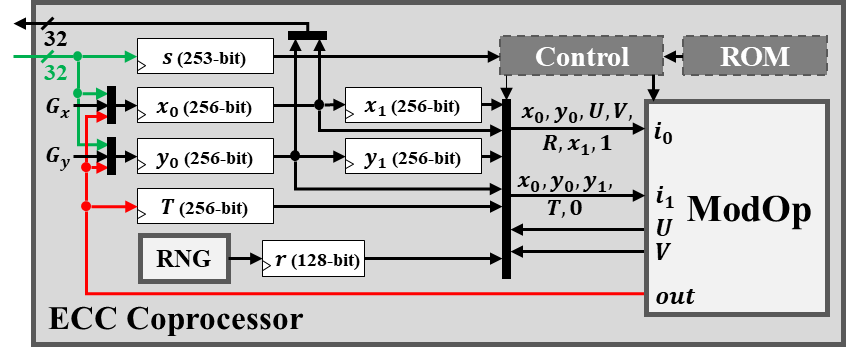 32
32
s (253-bit)
Control
ROM
Gₓ
x₀ (256-bit)
x₁ (256-bit)
x₀, y₀, U, V,
R, x₁, 1
i₀
G_y
y₀ (256-bit)
y₁ (256-bit)
x₀, y₀, y₁,
T, 0
i₁
ModOp
T (256-bit)
U
RNG
r (128-bit)
V
out
ECC Coprocessor